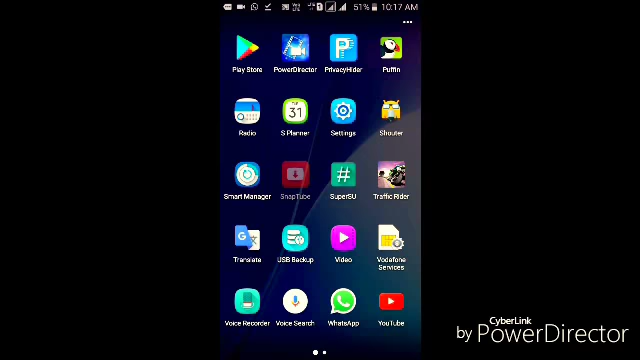 51% 10:17 AM
Play Store PowerDirector PrivacyHider Puffin
31
Radio S Planner Settings Shouter
Smart Manager SnapTube SuperSU Traffic Rider
Translate USB Backup Video Vodafone
Services
Voice Recorder Voice Search WhatsApp YouTube
CyberLink
by PowerDirector